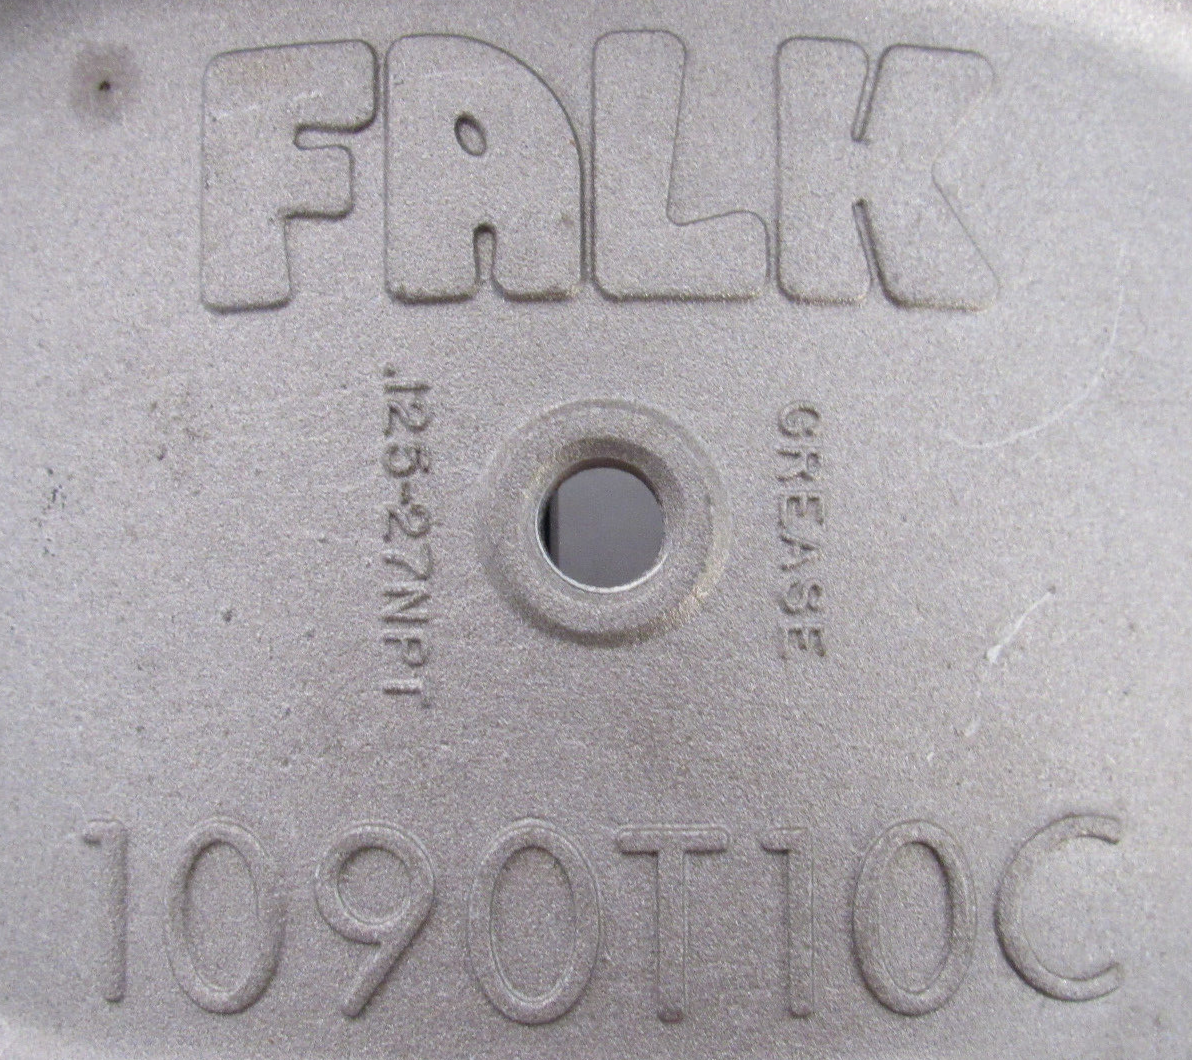 FALK
.125-27NPT
GREASE
1090T10C